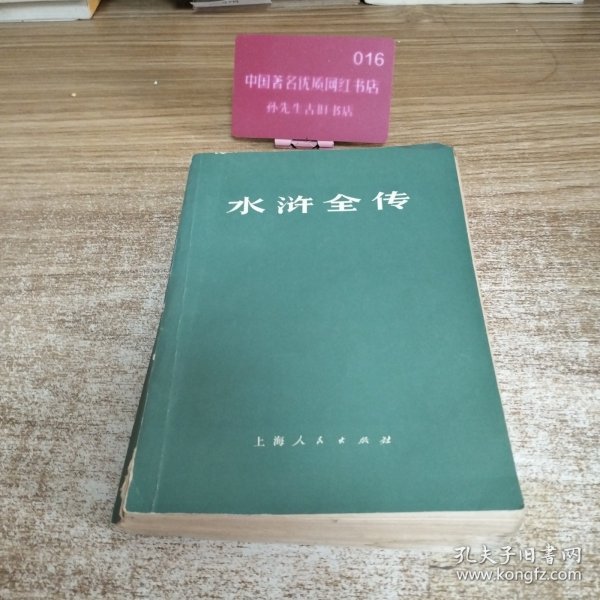 016
中国著名优质网红书店
孙先生古旧书店
水浒全传
上海人民出版社
孔夫子旧书网
www.kongfz.com